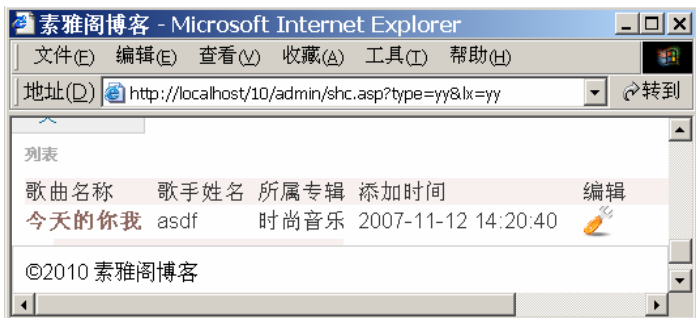 素雅阁博客 - Microsoft Internet Explorer
文件(E) 编辑(E) 查看(V) 收藏(A) 工具(T) 帮助(H)
地址(D) http://localhost/10/admin/shc.asp?type=yy&lx=yy 转到
列表
歌曲名称 歌手姓名 所属专辑 添加时间 编辑
今天的你我 asdf 时尚音乐 2007-11-12 14:20:40
©2010 素雅阁博客